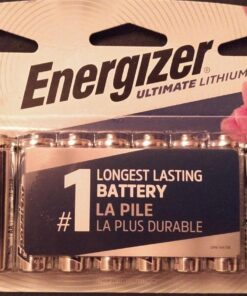 Energizer®
ULTIMATE LITHIUM
#1
LONGEST LASTING
BATTERY
LA PILE
LA PLUS DURABLE